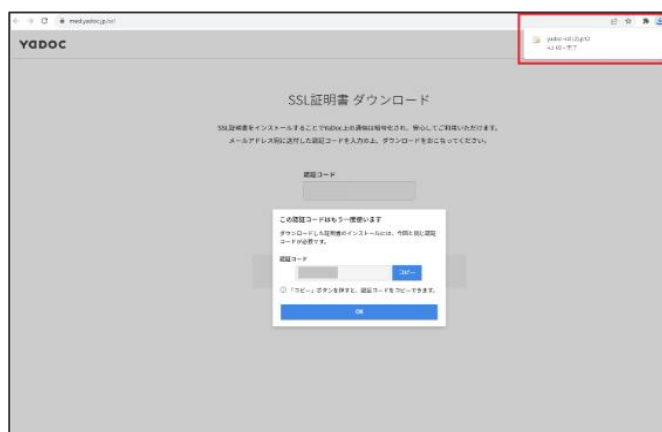 YaDOC
SSL証明書 ダウンロード
SSL証明書をインストールすることでYaDoc上の通信は暗号化され、安心してご利用いただけます。
メールアドレス宛に送付した認証コードを入力の上、ダウンロードをおこなってください。
認証コード
この認証コードはもう一度使います
ダウンロードした証明書のインストールには、今回と同じ認証
コードが必要です。
認証コード
コピー
「コピー」ボタンを押すと、認証コードをコピーできます。
OK